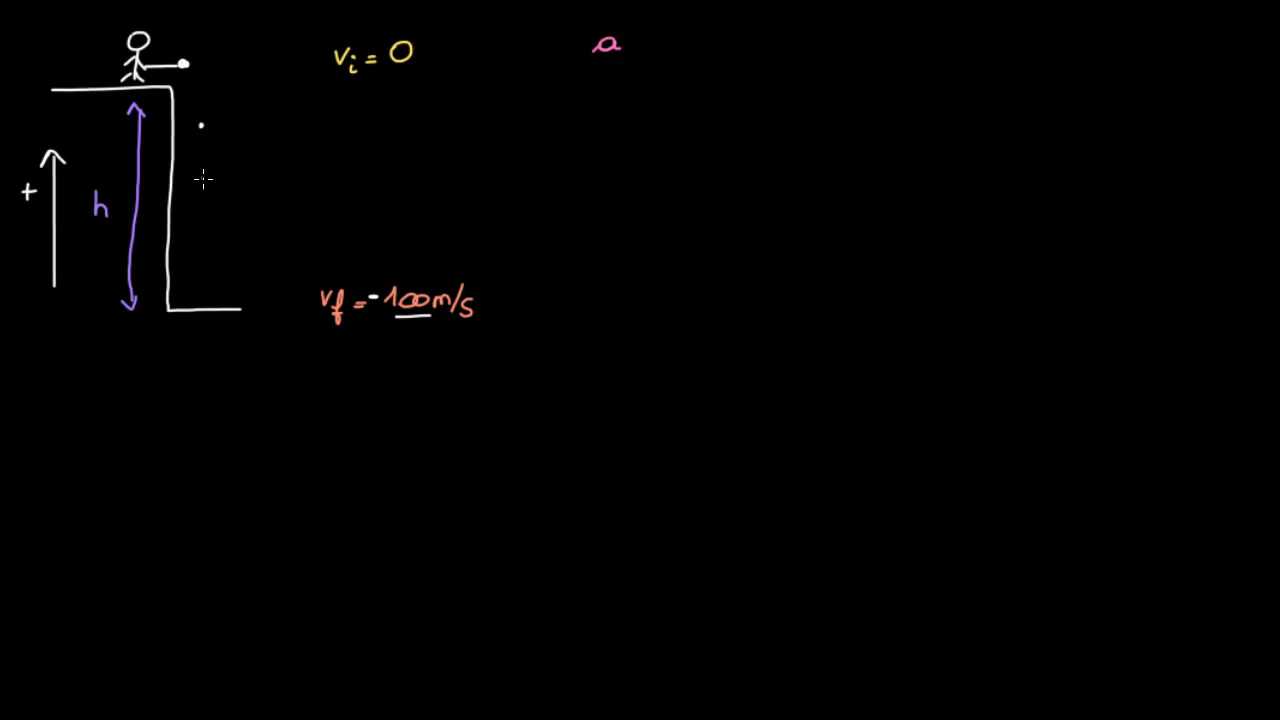 vi = 0
a
+
h
vf = -100m/s